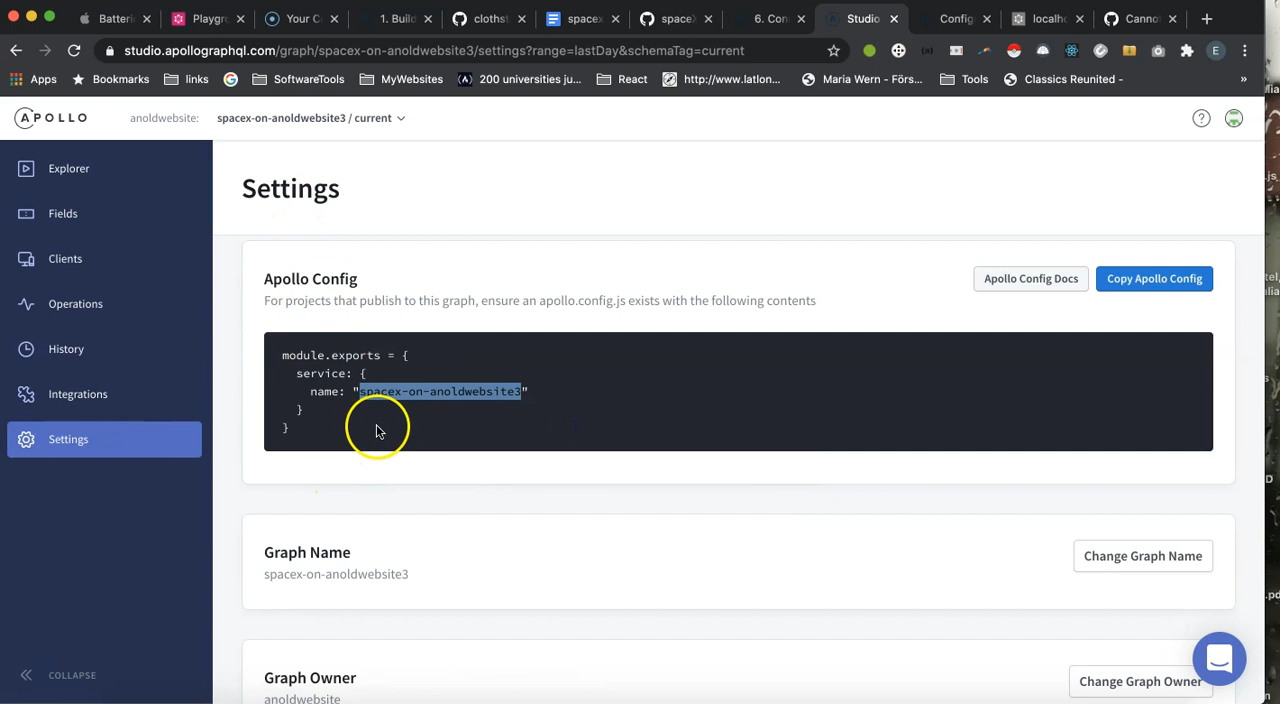 Batteri
Playgr
Your C
1. Build
clothst
spacex
spaceX
6. Con
Studio
Config
localho
Cannot
studio.apollographql.com/graph/spacex-on-anoldwebsite3/settings?range=lastDay&schemaTag=current
E
Apps
Bookmarks
links
SoftwareTools
MyWebsites
200 universities ju...
React
http://www.latlon...
Maria Wern - Förs...
Tools
Classics Reunited -
»
APOLLO
anoldwebsite:
spacex-on-anoldwebsite3 / current
?
Explorer
Fields
Clients
Operations
History
Integrations
Settings
COLLAPSE
Settings
Apollo Config
Apollo Config Docs
Copy Apollo Config
For projects that publish to this graph, ensure an apollo.config.js exists with the following contents
module.exports = {
service: {
name: "spacex-on-anoldwebsite3"
}
}
Graph Name
Change Graph Name
spacex-on-anoldwebsite3
Graph Owner
Change Graph Owner
anoldwebsite